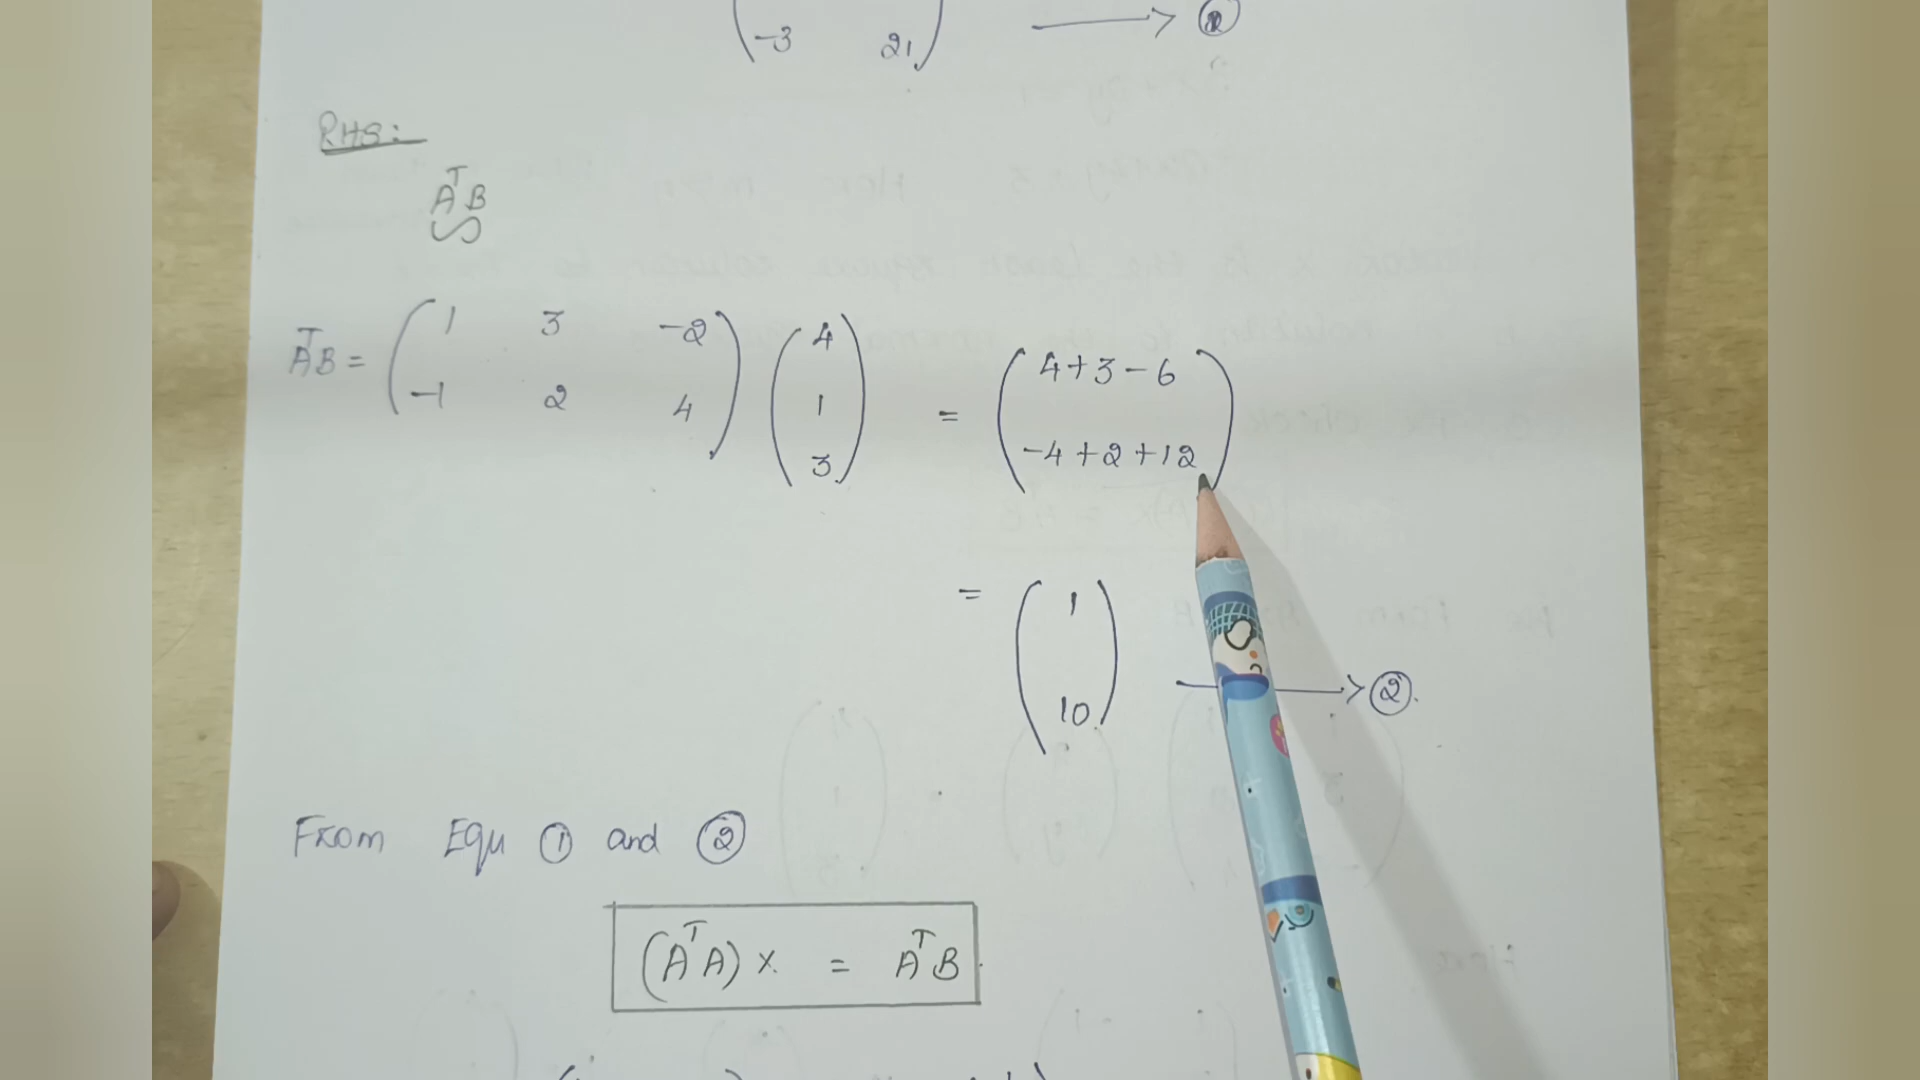 -3 21 → ①
RHS:
AᵀB
AᵀB = ( 1 3 -2 ) ( 4 ) = ( 4+3-6 )
( -1 2 4 ) ( 1 ) ( -4+2+12 )
( 3 )
= ( 1 )
( 10 ) → ②.
From Equ ① and ②
(AᵀA) x = AᵀB.